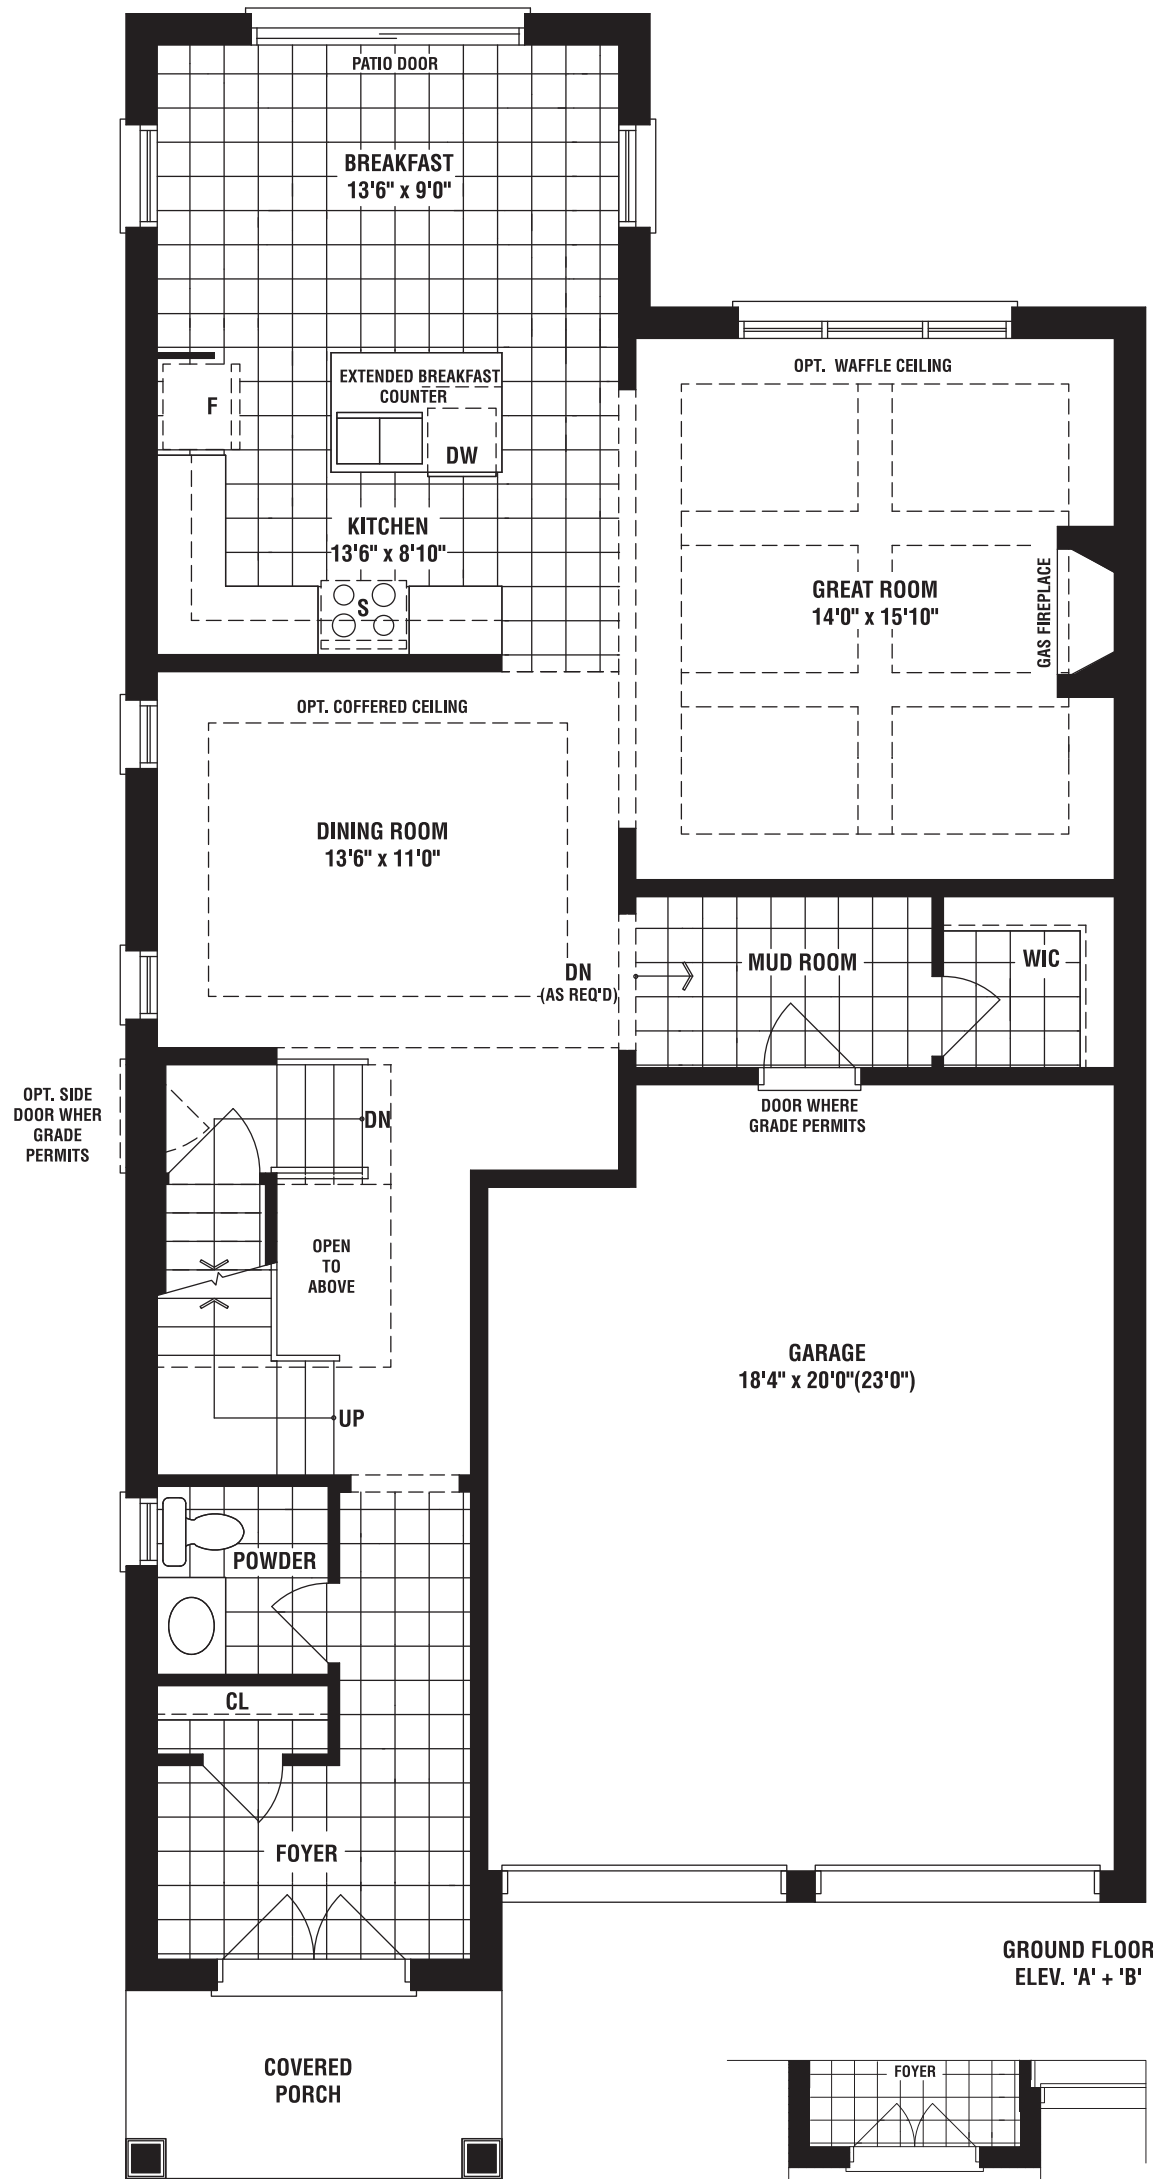 PATIO DOOR
BREAKFAST
13'6" x 9'0"
OPT. WAFFLE CEILING
EXTENDED BREAKFAST
COUNTER
F
DW
KITCHEN
13'6" x 8'10"
S
GREAT ROOM
14'0" x 15'10"
GAS FIREPLACE
OPT. COFFERED CEILING
DINING ROOM
13'6" x 11'0"
DN
(AS REQ'D)
MUD ROOM
WIC
OPT. SIDE
DOOR WHER
GRADE
PERMITS
DN
DOOR WHERE
GRADE PERMITS
OPEN
TO
ABOVE
GARAGE
18'4" x 20'0"(23'0")
UP
POWDER
CL
FOYER
GROUND FLOOR
ELEV. 'A' + 'B'
COVERED
PORCH
FOYER